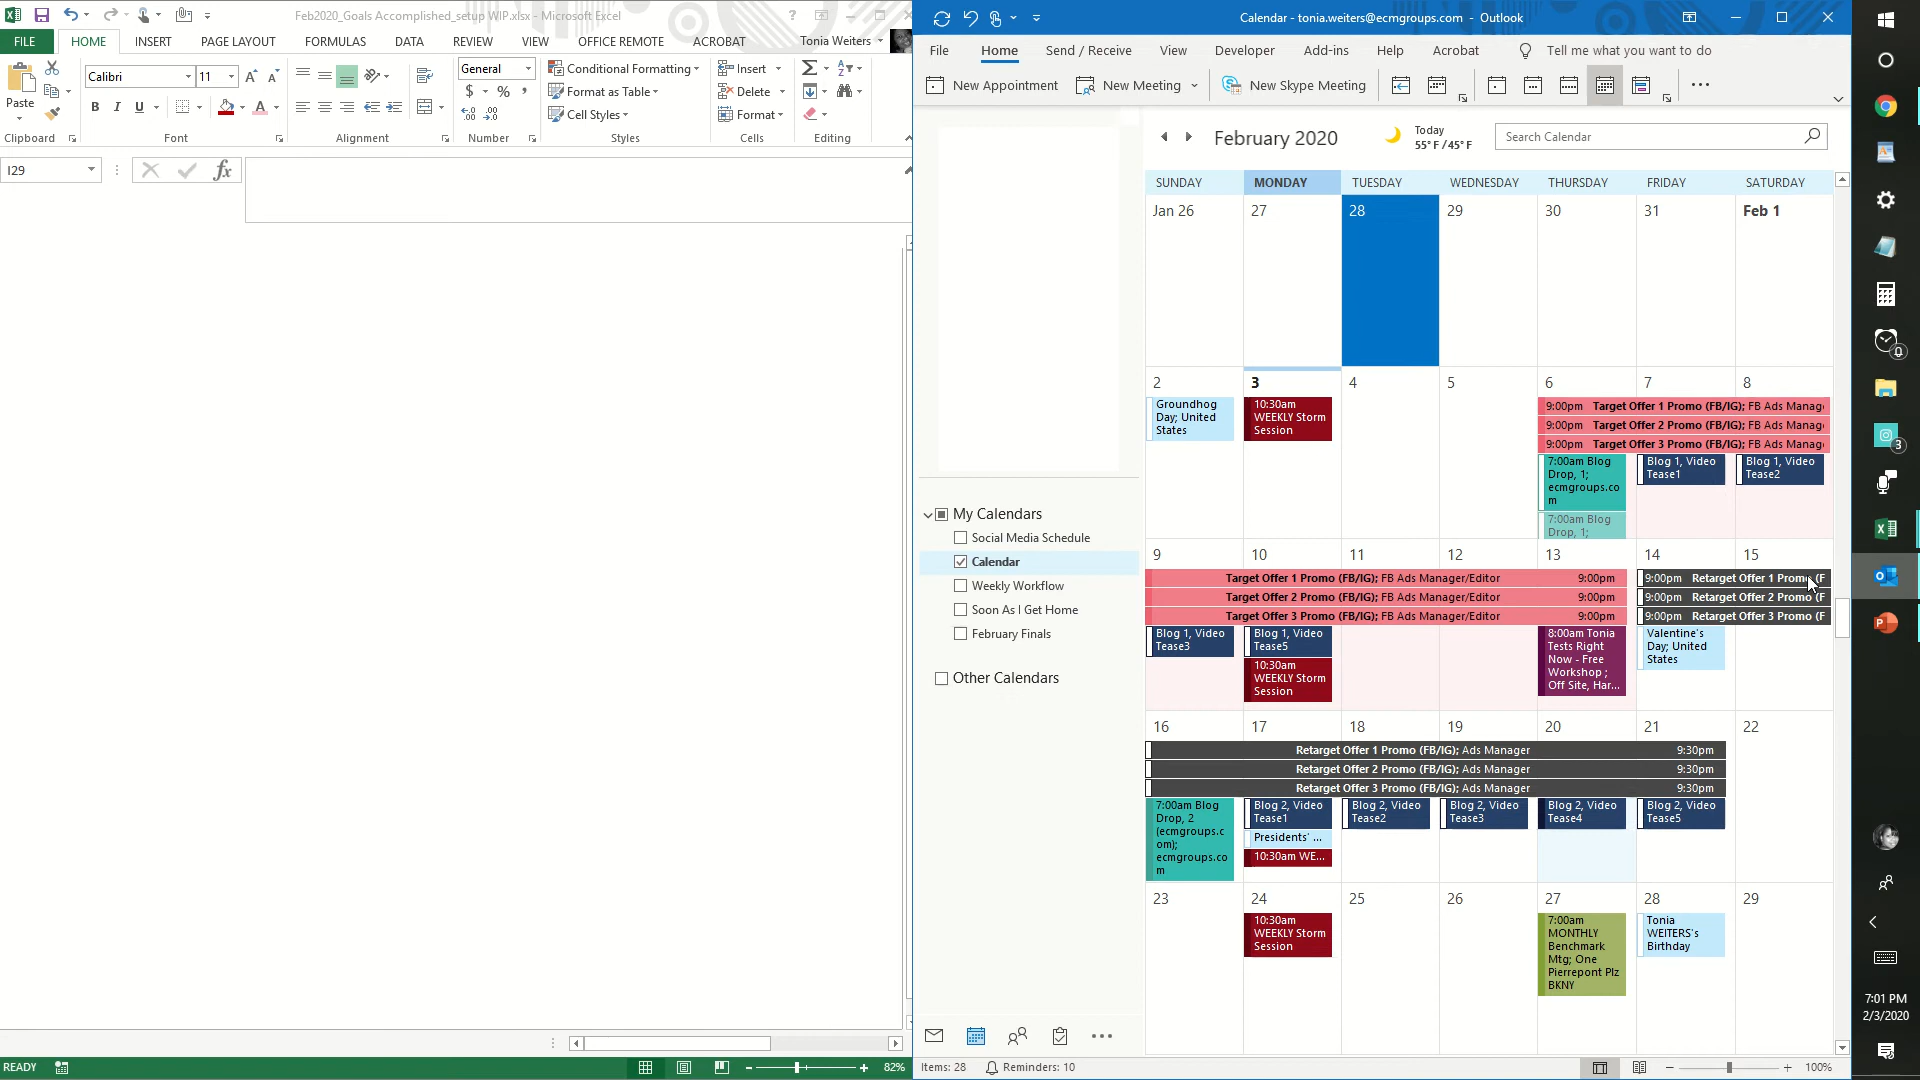 Feb2020_Goals Accomplished_setup WIP.xlsx - Microsoft Excel
FILE HOME INSERT PAGE LAYOUT FORMULAS DATA REVIEW VIEW OFFICE REMOTE ACROBAT Tonia Weiters
Paste
Calibri 11
General
Conditional Formatting
Format as Table
Cell Styles
Insert
Delete
Format
Clipboard Font Alignment Number Styles Cells Editing
I29
fx
READY
82%
Calendar - tonia.weiters@ecmgroups.com - Outlook
File Home Send / Receive View Developer Add-ins Help Acrobat Tell me what you want to do
New Appointment New Meeting New Skype Meeting
February 2020
Today
55° F / 45° F
Search Calendar
My Calendars
Social Media Schedule
Calendar
Weekly Workflow
Soon As I Get Home
February Finals
Other Calendars
SUNDAY MONDAY TUESDAY WEDNESDAY THURSDAY FRIDAY SATURDAY
Jan 26 27 28 29 30 31 Feb 1
2 3 4 5 6 7 8
Groundhog
Day; United
States
10:30am
WEEKLY Storm
Session
9:00pm Target Offer 1 Promo (FB/IG); FB Ads Manag
9:00pm Target Offer 2 Promo (FB/IG); FB Ads Manag
9:00pm Target Offer 3 Promo (FB/IG); FB Ads Manag
7:00am Blog
Drop, 1;
ecmgroups.co
m
7:00am Blog
Drop, 1;
Blog 1, Video
Tease1
Blog 1, Video
Tease2
9 10 11 12 13 14 15
Target Offer 1 Promo (FB/IG); FB Ads Manager/Editor 9:00pm
Target Offer 2 Promo (FB/IG); FB Ads Manager/Editor 9:00pm
Target Offer 3 Promo (FB/IG); FB Ads Manager/Editor 9:00pm
9:00pm Retarget Offer 1 Promo (F
9:00pm Retarget Offer 2 Promo (F
9:00pm Retarget Offer 3 Promo (F
Blog 1, Video
Tease3
Blog 1, Video
Tease5
10:30am
WEEKLY Storm
Session
8:00am Tonia
Tests Right
Now - Free
Workshop ;
Off Site, Har...
Valentine's
Day; United
States
16 17 18 19 20 21 22
Retarget Offer 1 Promo (FB/IG); Ads Manager 9:30pm
Retarget Offer 2 Promo (FB/IG); Ads Manager 9:30pm
Retarget Offer 3 Promo (FB/IG); Ads Manager 9:30pm
7:00am Blog
Drop, 2
(ecmgroups.c
om);
ecmgroups.co
m
Blog 2, Video
Tease1
Presidents' ...
10:30am WE...
Blog 2, Video
Tease2
Blog 2, Video
Tease3
Blog 2, Video
Tease4
Blog 2, Video
Tease5
23 24 25 26 27 28 29
10:30am
WEEKLY Storm
Session
7:00am
MONTHLY
Benchmark
Mtg; One
Pierrepont Plz
BKNY
Tonia
WEITERS's
Birthday
Items: 28 Reminders: 10
100%
3
7:01 PM
2/3/2020